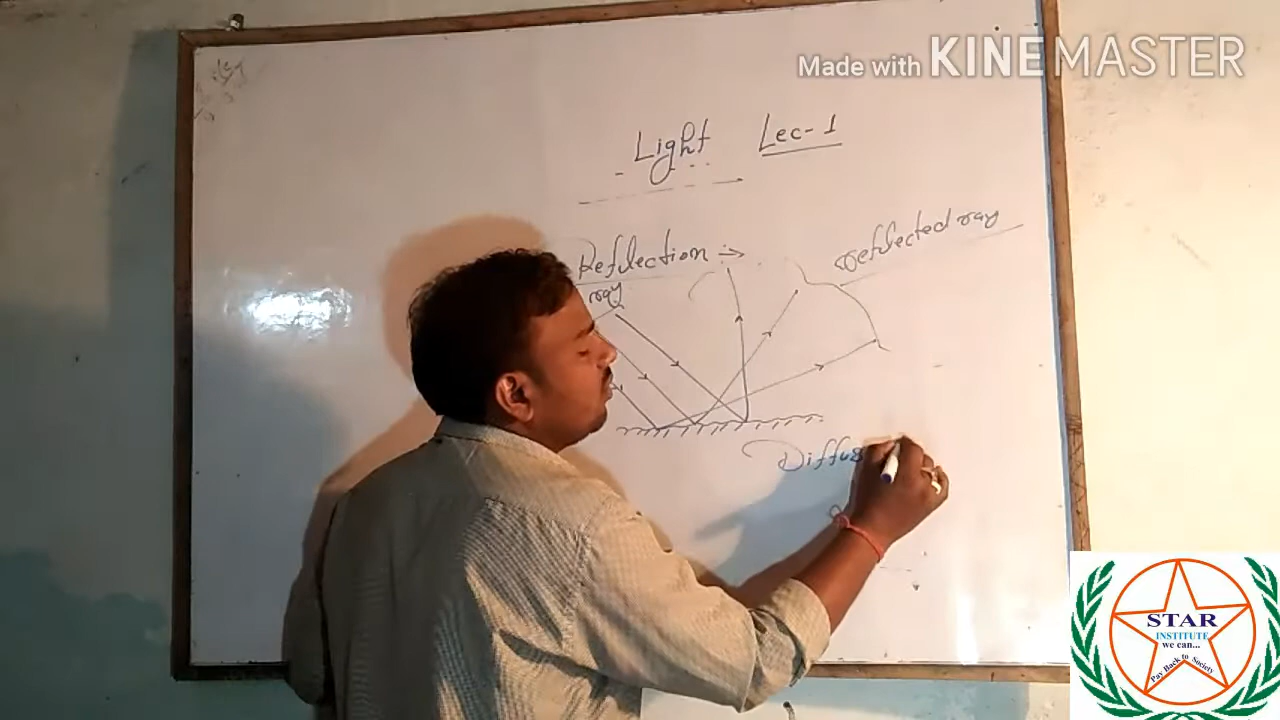 Made with KINEMASTER
Light Lec-1
Reflection ⇒
reflected ray
ray
Diffus
STAR
INSTITUTE
we can...
Pay Back to Society